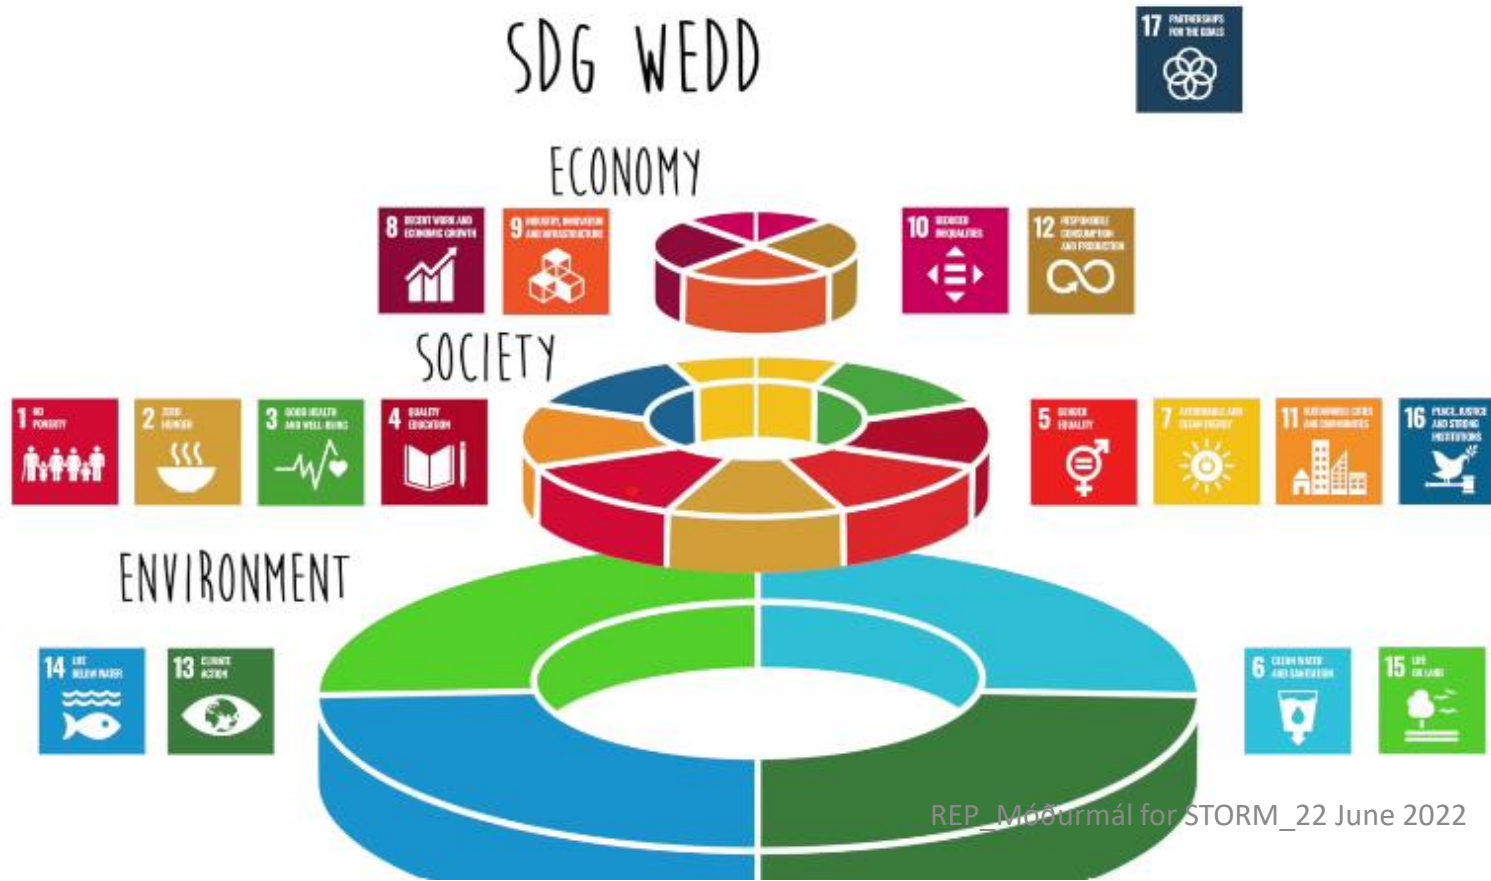 SDG WEDD
17 PARTNERSHIPS
FOR THE GOALS
ECONOMY
8 DECENT WORK AND
ECONOMIC GROWTH
9 INDUSTRY, INNOVATION
AND INFRASTRUCTURE
10 REDUCED
INEQUALITIES
12 RESPONSIBLE
CONSUMPTION
AND PRODUCTION
SOCIETY
1 NO
POVERTY
2 ZERO
HUNGER
3 GOOD HEALTH
AND WELL-BEING
4 QUALITY
EDUCATION
5 GENDER
EQUALITY
7 AFFORDABLE AND
CLEAN ENERGY
11 SUSTAINABLE CITIES
AND COMMUNITIES
16 PEACE, JUSTICE
AND STRONG
INSTITUTIONS
ENVIRONMENT
14 LIFE
BELOW WATER
13 CLIMATE
ACTION
6 CLEAN WATER
AND SANITATION
15 LIFE
ON LAND
REP_Móðurmál for STORM_22 June 2022